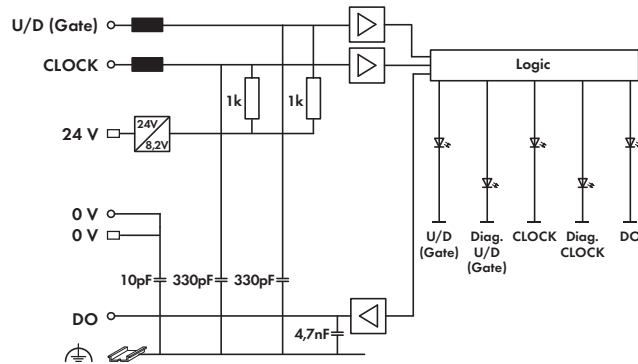 U/D (Gate)
CLOCK
Logic
1k
1k
24 V
24V
8,2V
0 V
0 V
U/D
(Gate)
Diag.
U/D
(Gate)
CLOCK
Diag.
CLOCK
DO
10pF
330pF
330pF
DO
4,7nF